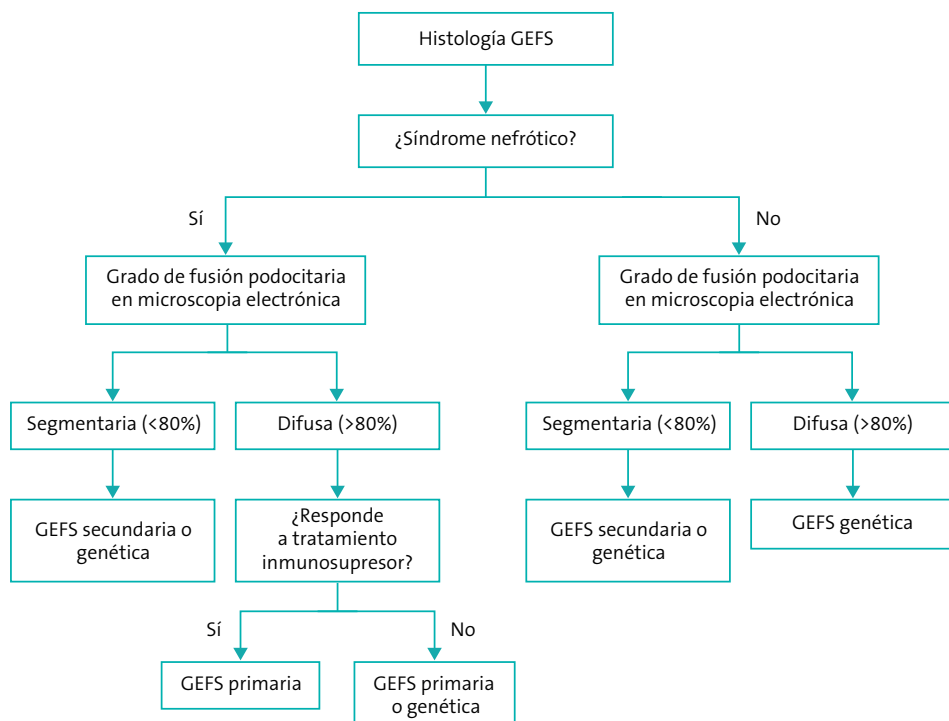 Histología GEFS
¿Síndrome nefrótico?
Sí
No
Grado de fusión podocitaria
en microscopia electrónica
Grado de fusión podocitaria
en microscopia electrónica
Segmentaria (<80%)
Difusa (>80%)
Segmentaria (<80%)
Difusa (>80%)
GEFS secundaria o
genética
¿Responde
a tratamiento
inmunosupresor?
GEFS secundaria o
genética
GEFS genética
Sí
No
GEFS primaria
GEFS primaria
o genética